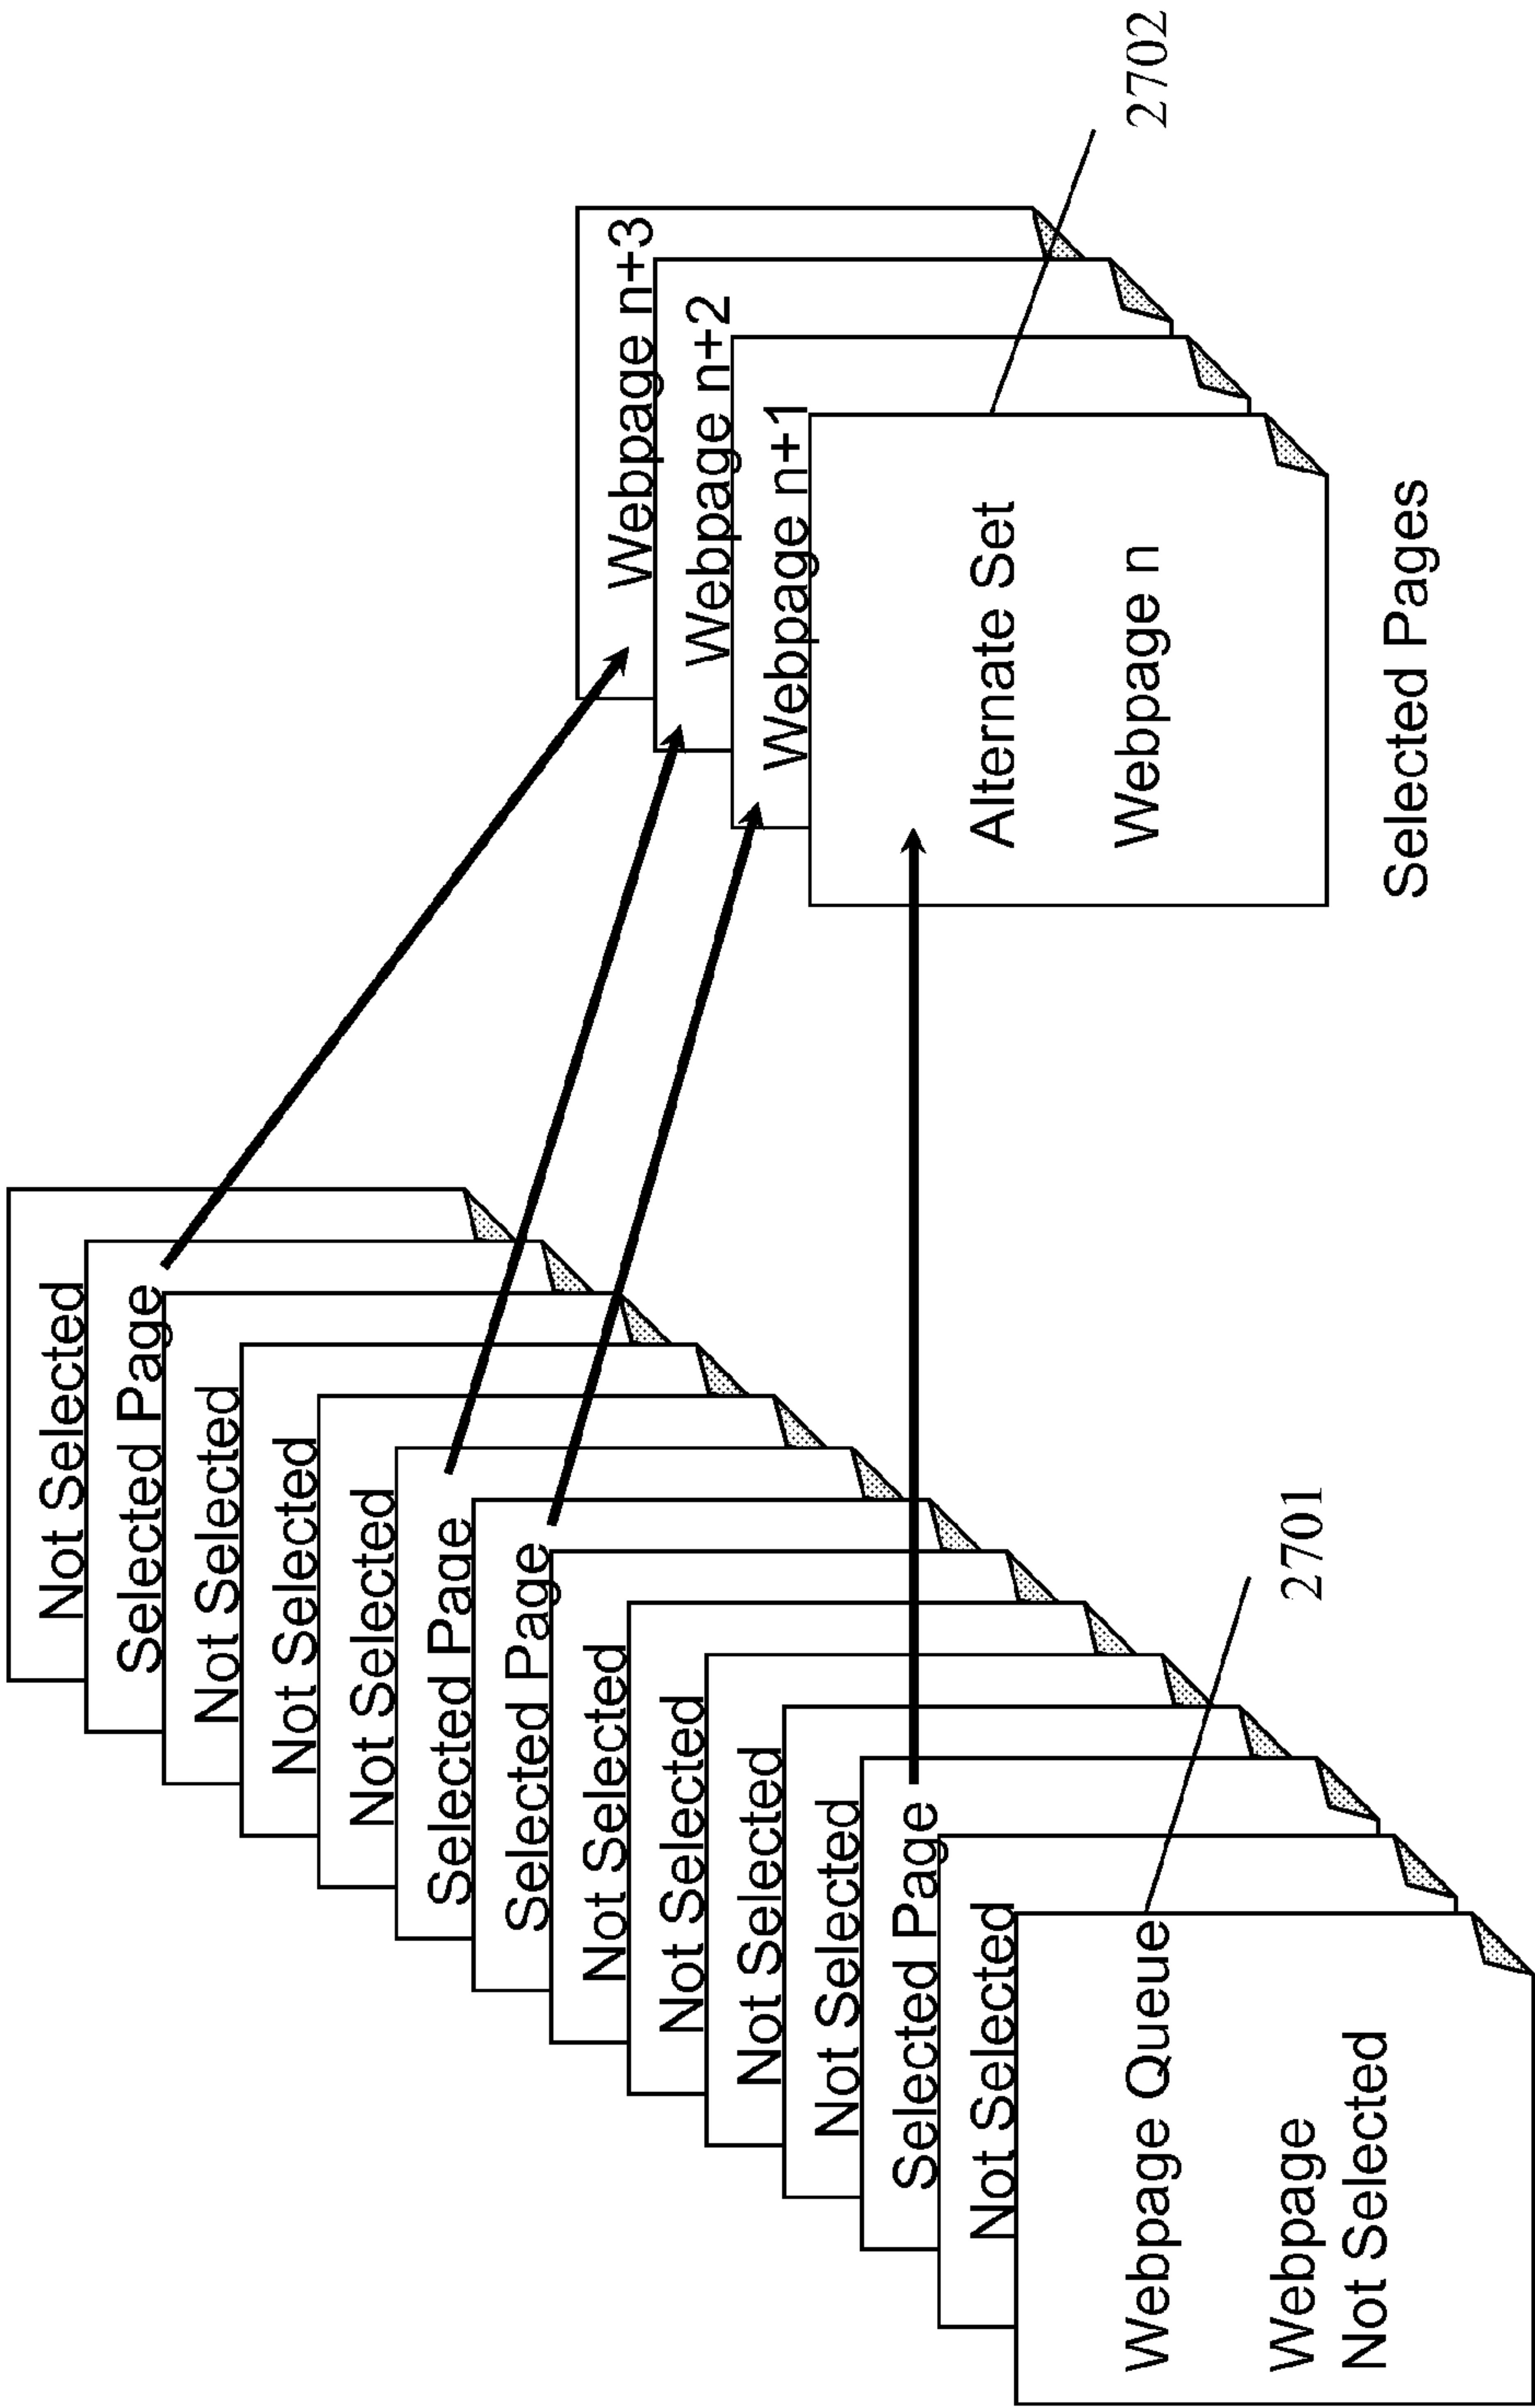 Not Selected
Selected Page
Not Selected
Not Selected
Not Selected
Selected Page
Selected Page
Not Selected
Not Selected
Not Selected
Not Selected
Selected Page
Not Selected
Webpage Queue
Webpage
Not Selected
2701
Webpage n+3
Webpage n+2
Webpage n+1
Alternate Set
Webpage n
2702
Selected Pages